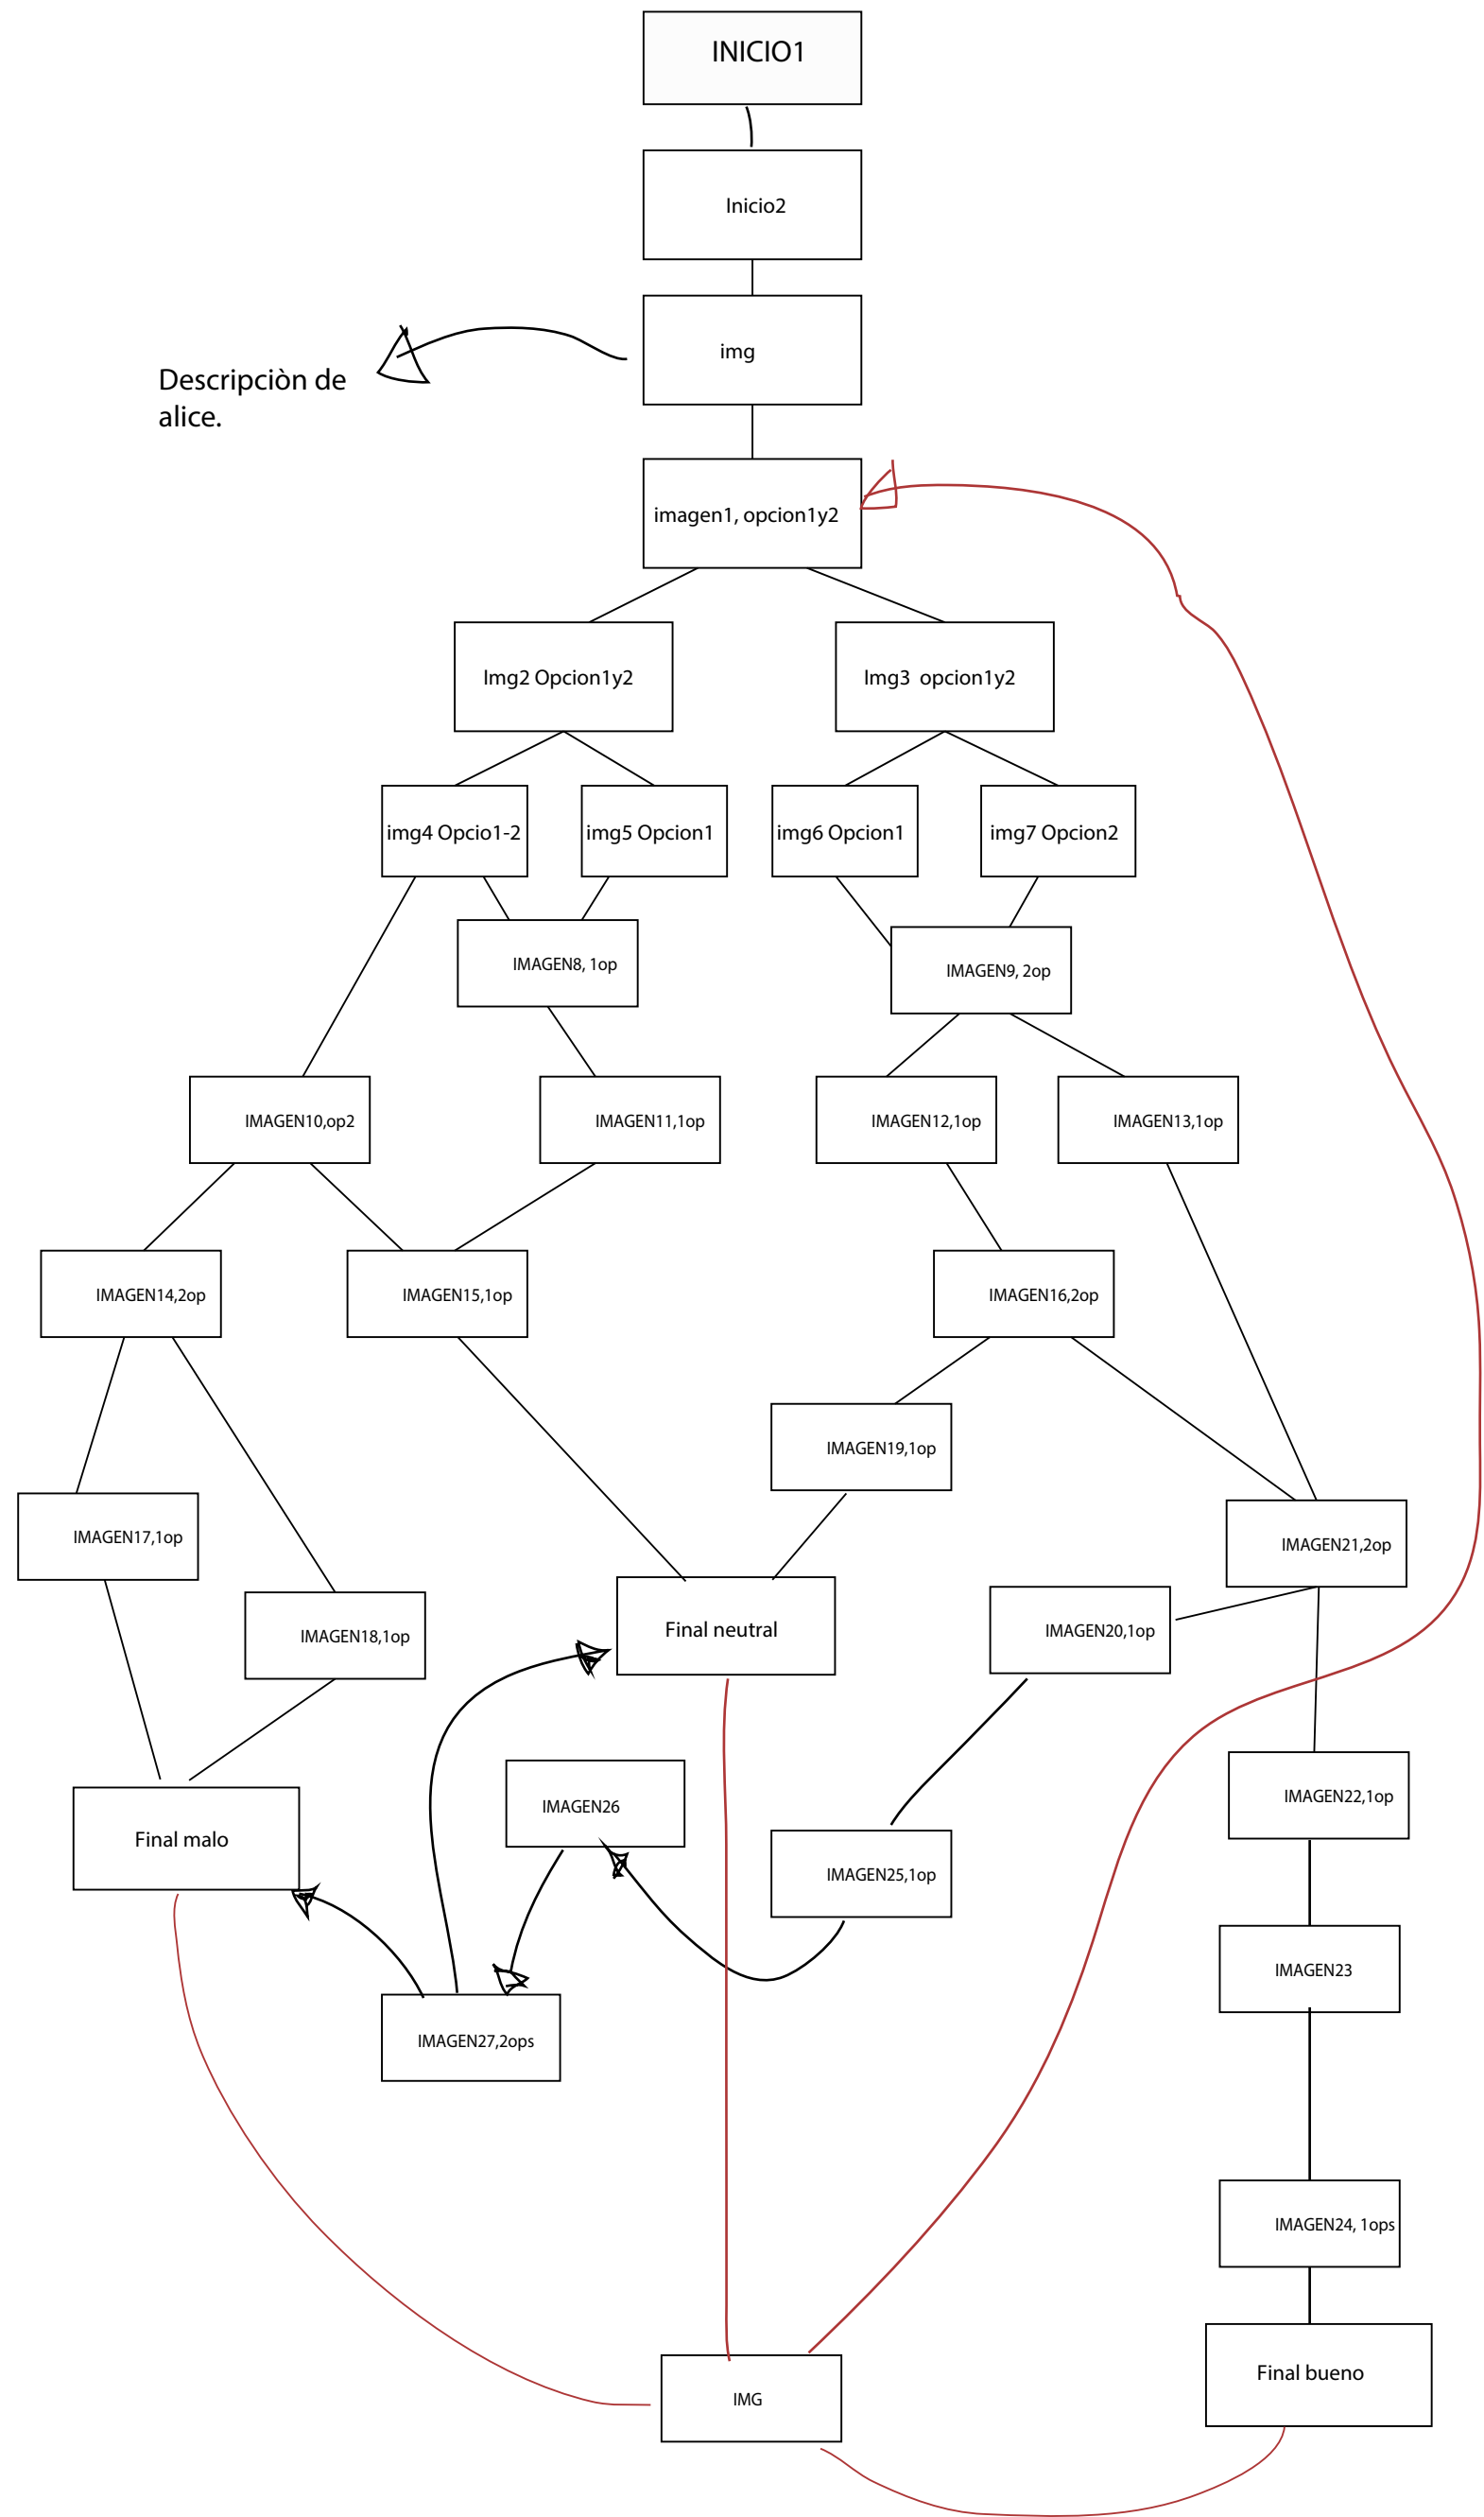 INICIO1
Inicio2
img
Descripciòn de
alice.
imagen1, opcion1y2
Img2 Opcion1y2
Img3  opcion1y2
img4 Opcio1-2
img5 Opcion1
img6 Opcion1
img7 Opcion2
IMAGEN8, 1op
IMAGEN9, 2op
IMAGEN10,op2
IMAGEN11,1op
IMAGEN12,1op
IMAGEN13,1op
IMAGEN14,2op
IMAGEN15,1op
IMAGEN16,2op
IMAGEN19,1op
IMAGEN17,1op
IMAGEN21,2op
IMAGEN18,1op
Final neutral
IMAGEN20,1op
IMAGEN26
IMAGEN22,1op
Final malo
IMAGEN25,1op
IMAGEN23
IMAGEN27,2ops
IMAGEN24, 1ops
Final bueno
IMG